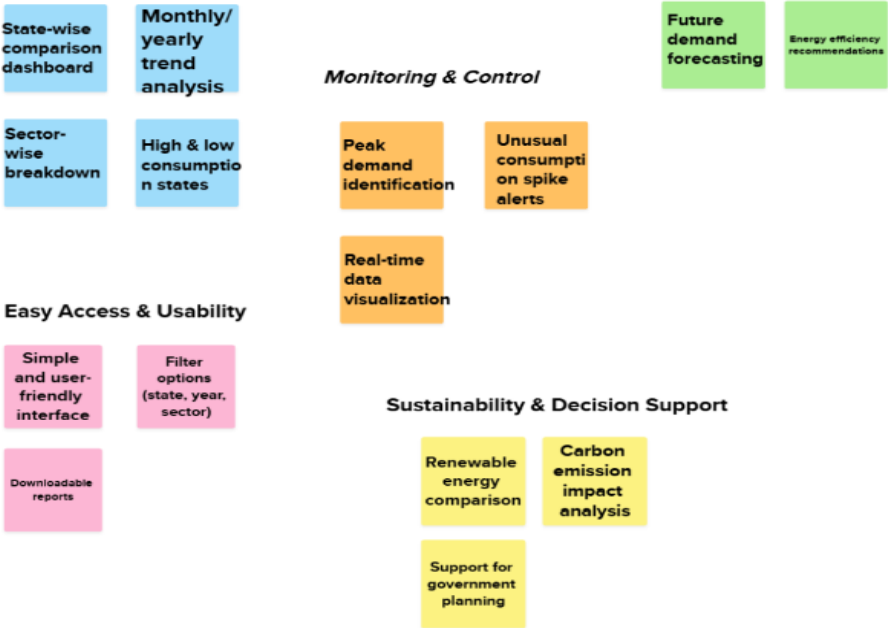 State-wise
comparison
dashboard
Monthly/
yearly
trend
analysis
Sector-
wise
breakdown
High & low
consumptio
n states
Monitoring & Control
Peak
demand
identification
Unusual
consumpti
on spike
alerts
Real-time
data
visualization
Future
demand
forecasting
Energy efficiency
recommendations
Easy Access & Usability
Simple
and user-
friendly
interface
Filter
options
(state, year,
sector)
Downloadable
reports
Sustainability & Decision Support
Renewable
energy
comparison
Carbon
emission
impact
analysis
Support for
government
planning